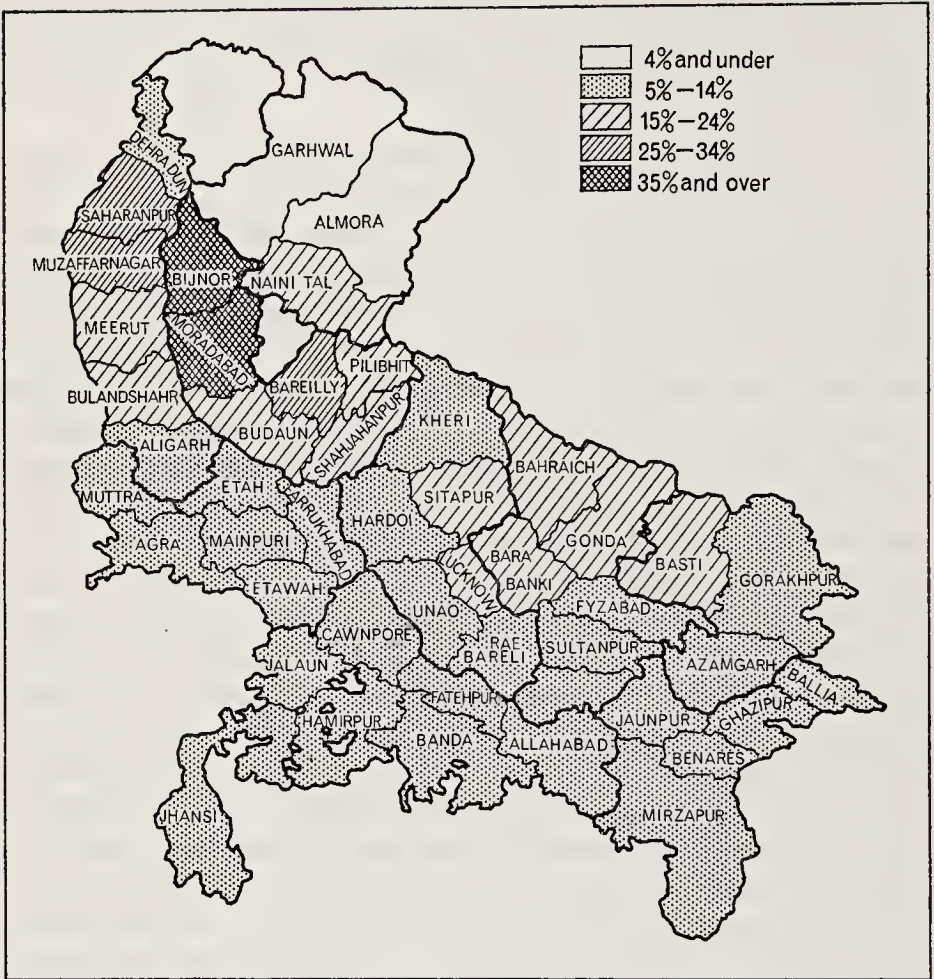 4% and under
5%–14%
15%–24%
25%–34%
35% and over
GARHWAL
DEHRA DUN
ALMORA
SAHARANPUR
MUZAFFARNAGAR
BIJNOR
NAINI TAL
MEERUT
MORADABAD
PILIBHIT
BAREILLY
BULANDSHAHR
SHAHJAHANPUR
KHERI
BUDAUN
ALIGARH
BAHRAICH
ETAH
MUTTRA
FARRUKHABAD
SITAPUR
HARDOI
AGRA
MAINPURI
GONDA
BARA
BANKI
BASTI
LUCKNOW
GORAKHPUR
ETAWAH
UNAO
FYZABAD
CAWNPORE
RAE
BARELI
SULTANPUR
JALAUN
AZAMGARH
BALLIA
FATEHPUR
GHAZIPUR
HAMIRPUR
JAUNPUR
BANDA
ALLAHABAD
BENARES
JHANSI
MIRZAPUR